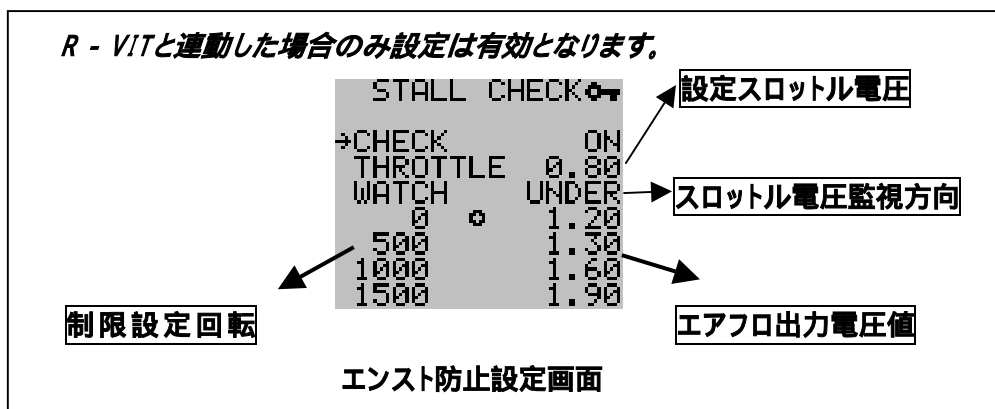 R - VITと連動した場合のみ設定は有効となります。
STALL CHECK
設定スロットル電圧
→CHECK ON
THROTTLE 0.80
WATCH UNDER
スロットル電圧監視方向
0 o 1.20
500 1.30
1000 1.60
1500 1.90
制限設定回転
エアフロ出力電圧値
エンスト防止設定画面